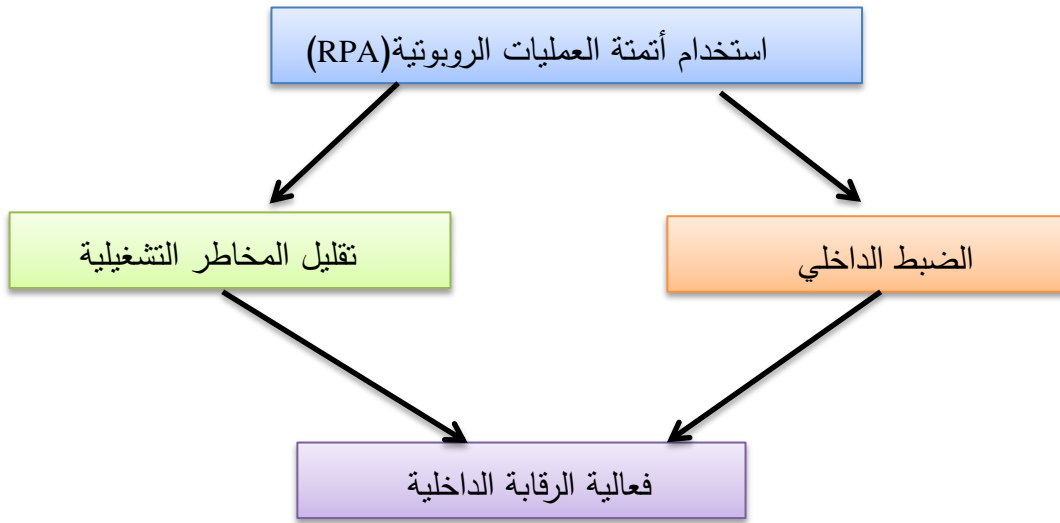 استخدام أتمتة العمليات الروبوتية(RPA)
الضبط الداخلي
تقليل المخاطر التشغيلية
فعالية الرقابة الداخلية